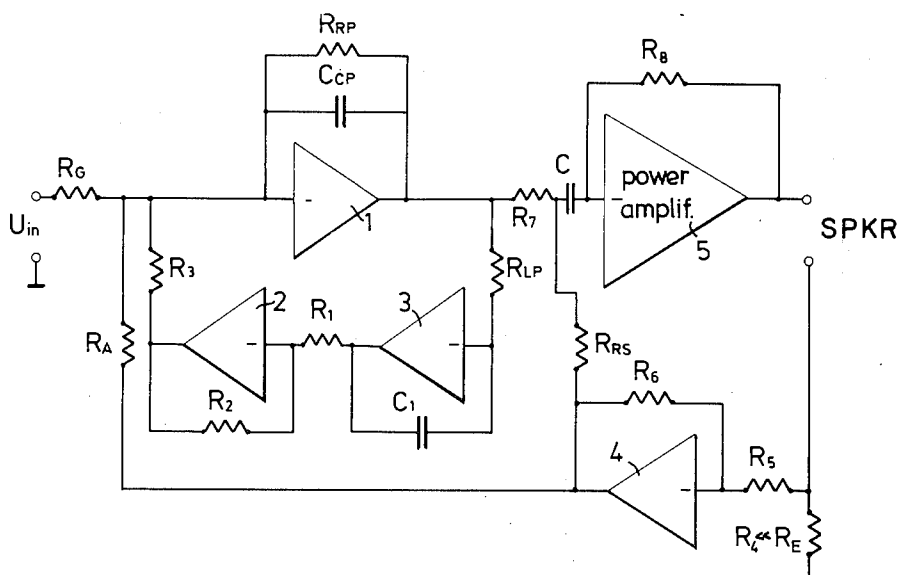 R_RP
C_CP
R_8
R_G
U_in
-
1
R_7
C
-
power
amplif.
5
SPKR
R_3
R_LP
2
-
R_1
3
-
R_A
R_RS
R_2
C_1
R_6
4
-
R_5
R_4≪R_E